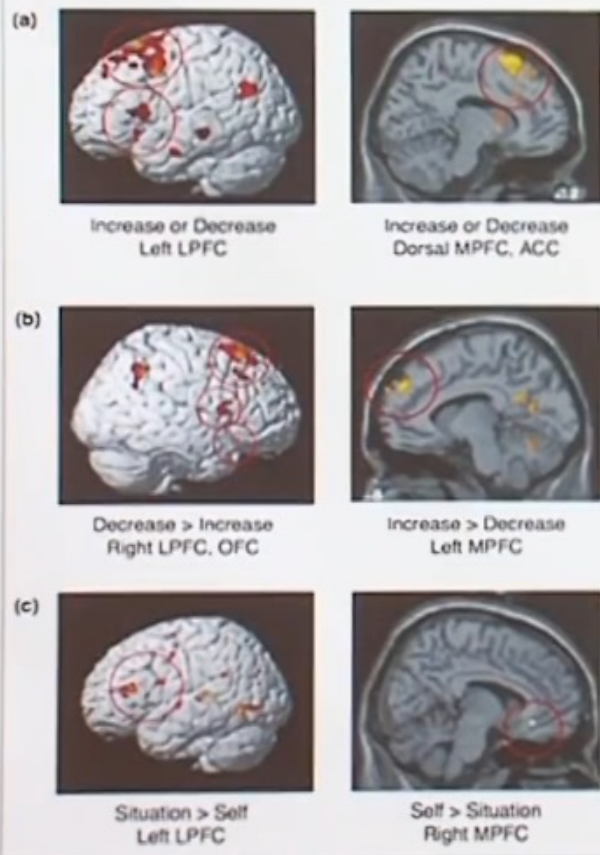 (a)
Increase or Decrease
Left LPFC
Increase or Decrease
Dorsal MPFC, ACC
(b)
Decrease > Increase
Right LPFC, OFC
Increase > Decrease
Left MPFC
(c)
Situation > Self
Left LPFC
Self > Situation
Right MPFC